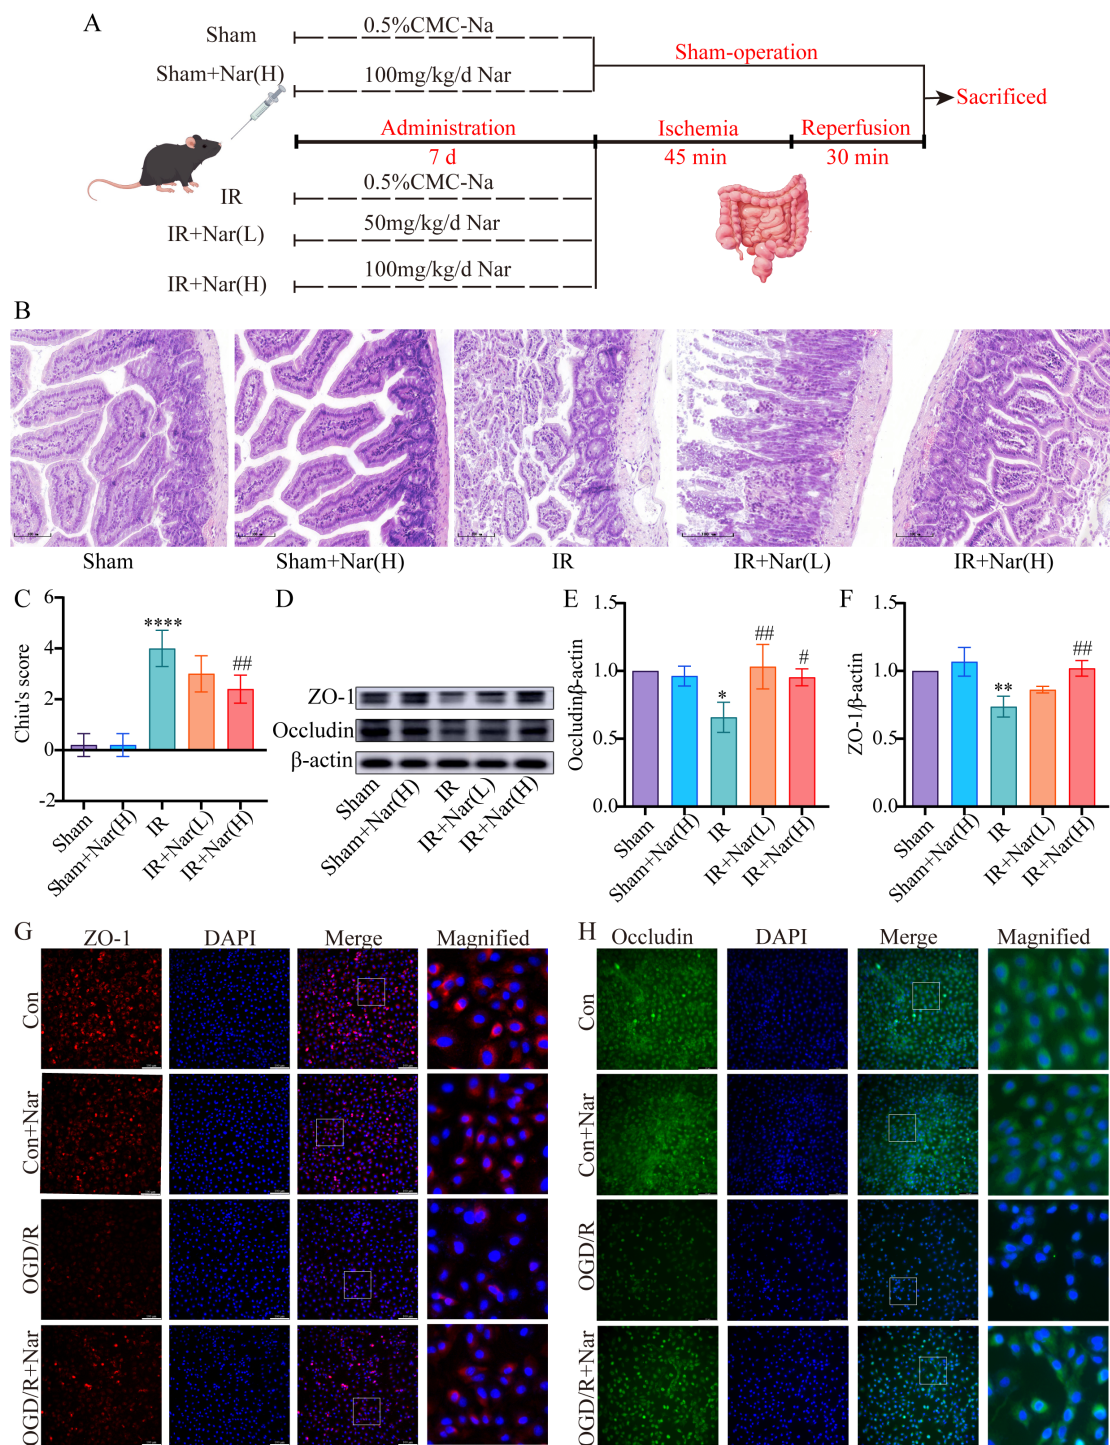 A
Sham
0.5%CMC-Na
Sham-operation
Sham+Nar(H)
100mg/kg/d Nar
Sacrificed
Administration
Ischemia
Reperfusion
7 d
45 min
30 min
IR
0.5%CMC-Na
IR+Nar(L)
50mg/kg/d Nar
IR+Nar(H)
100mg/kg/d Nar
B
Sham
Sham+Nar(H)
IR
IR+Nar(L)
IR+Nar(H)
C
Chiu's score
6
4
2
0
-2
****
##
Sham
Sham+Nar(H)
IR
IR+Nar(L)
IR+Nar(H)
D
ZO-1
Occludin
β-actin
Sham
Sham+Nar(H)
IR
IR+Nar(L)
IR+Nar(H)
E
Occludin/β-actin
1.5
1.0
0.5
0.0
*
##
#
Sham
Sham+Nar(H)
IR
IR+Nar(L)
IR+Nar(H)
F
ZO-1/β-actin
1.5
1.0
0.5
0.0
**
##
Sham
Sham+Nar(H)
IR
IR+Nar(L)
IR+Nar(H)
G
ZO-1
DAPI
Merge
Magnified
Con
Con+Nar
OGD/R
OGD/R+Nar
H
Occludin
DAPI
Merge
Magnified
Con
Con+Nar
OGD/R
OGD/R+Nar